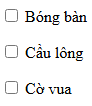 Bóng bàn
Cầu lông
Cờ vua